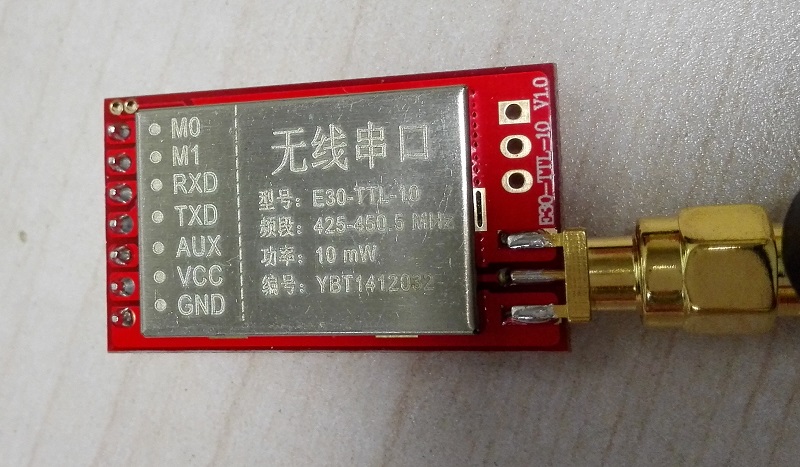 M0
M1
RXD
TXD
AUX
VCC
GND
无线串口
型号: E30-TTL-10
频段: 425-450.5 MHz
功率: 10 mW
编号: YBT1412032
E30-TTL-10 V1.0